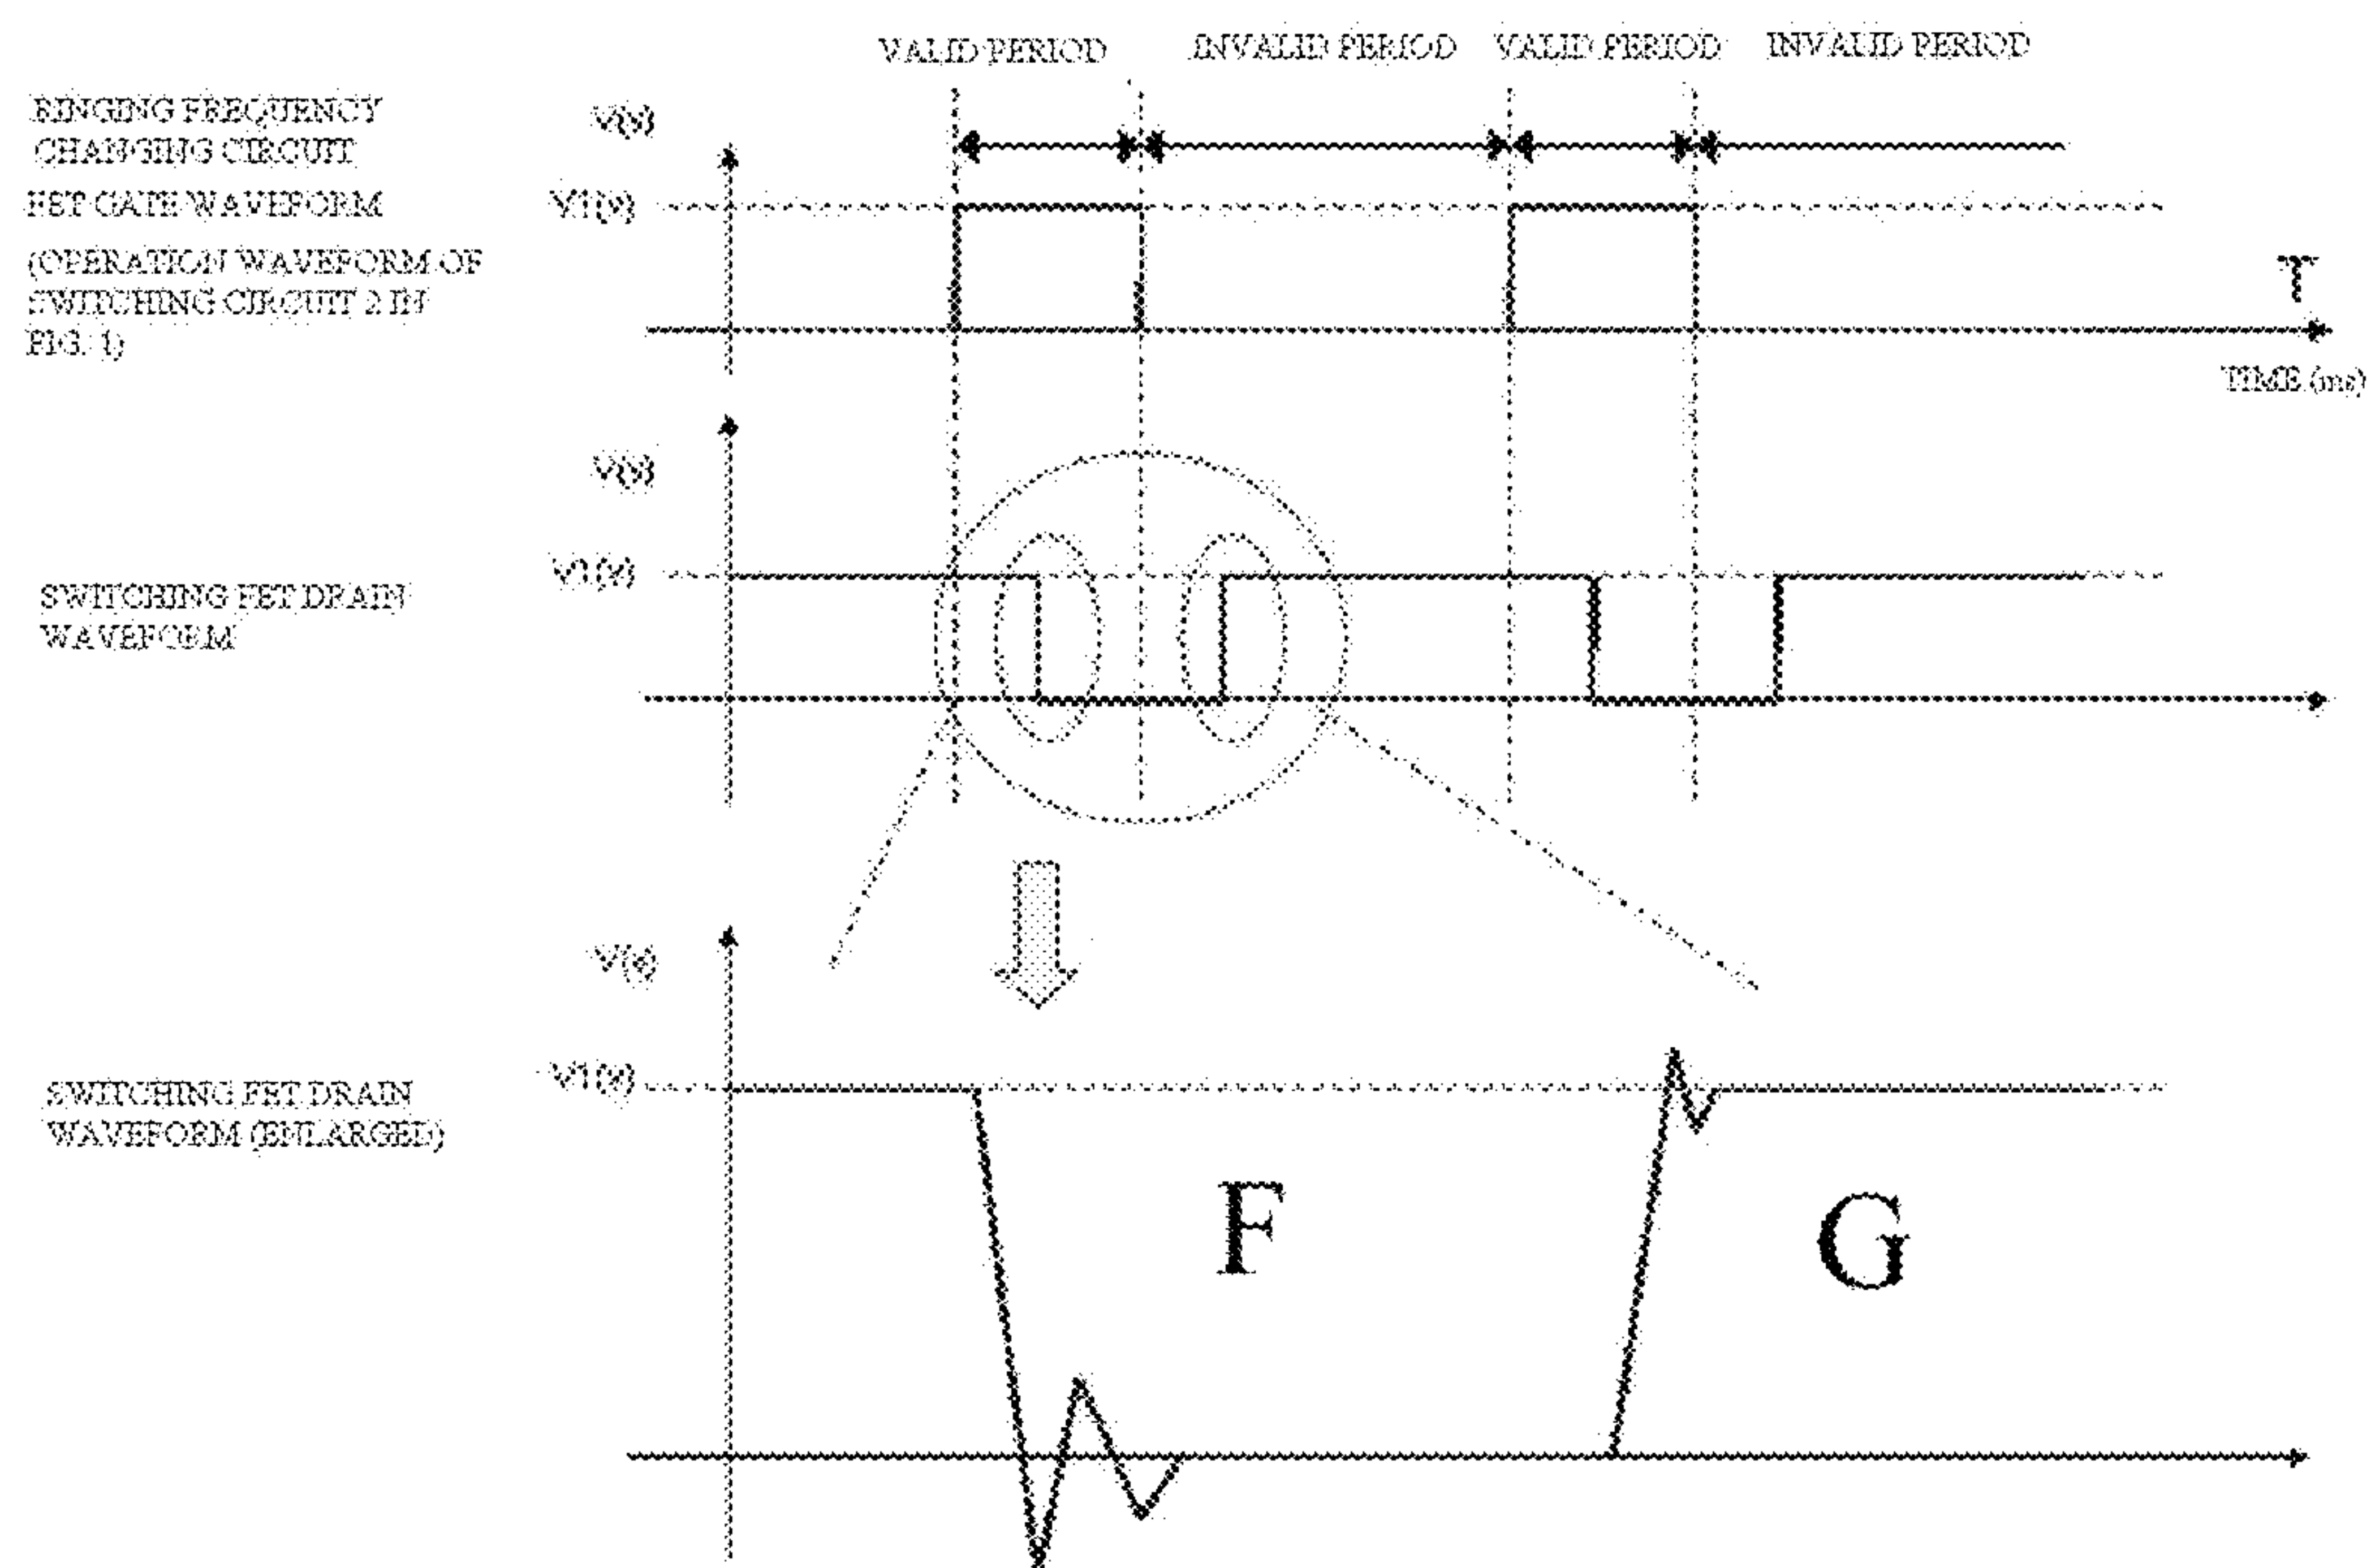 VALID PERIOD INVALID PERIOD VALID PERIOD INVALID PERIOD
RINGING FREQUENCY
CHANGING CIRCUIT
V(v)
FET GATE WAVEFORM
V1(v)
(OPERATION WAVEFORM OF
SWITCHING CIRCUIT 2 IN
FIG. 1)
T
TIME (ns)
V(v)
V1(v)
SWITCHING FET DRAIN
WAVEFORM
V(v)
V1(v)
SWITCHING FET DRAIN
WAVEFORM (ENLARGED)
F
G